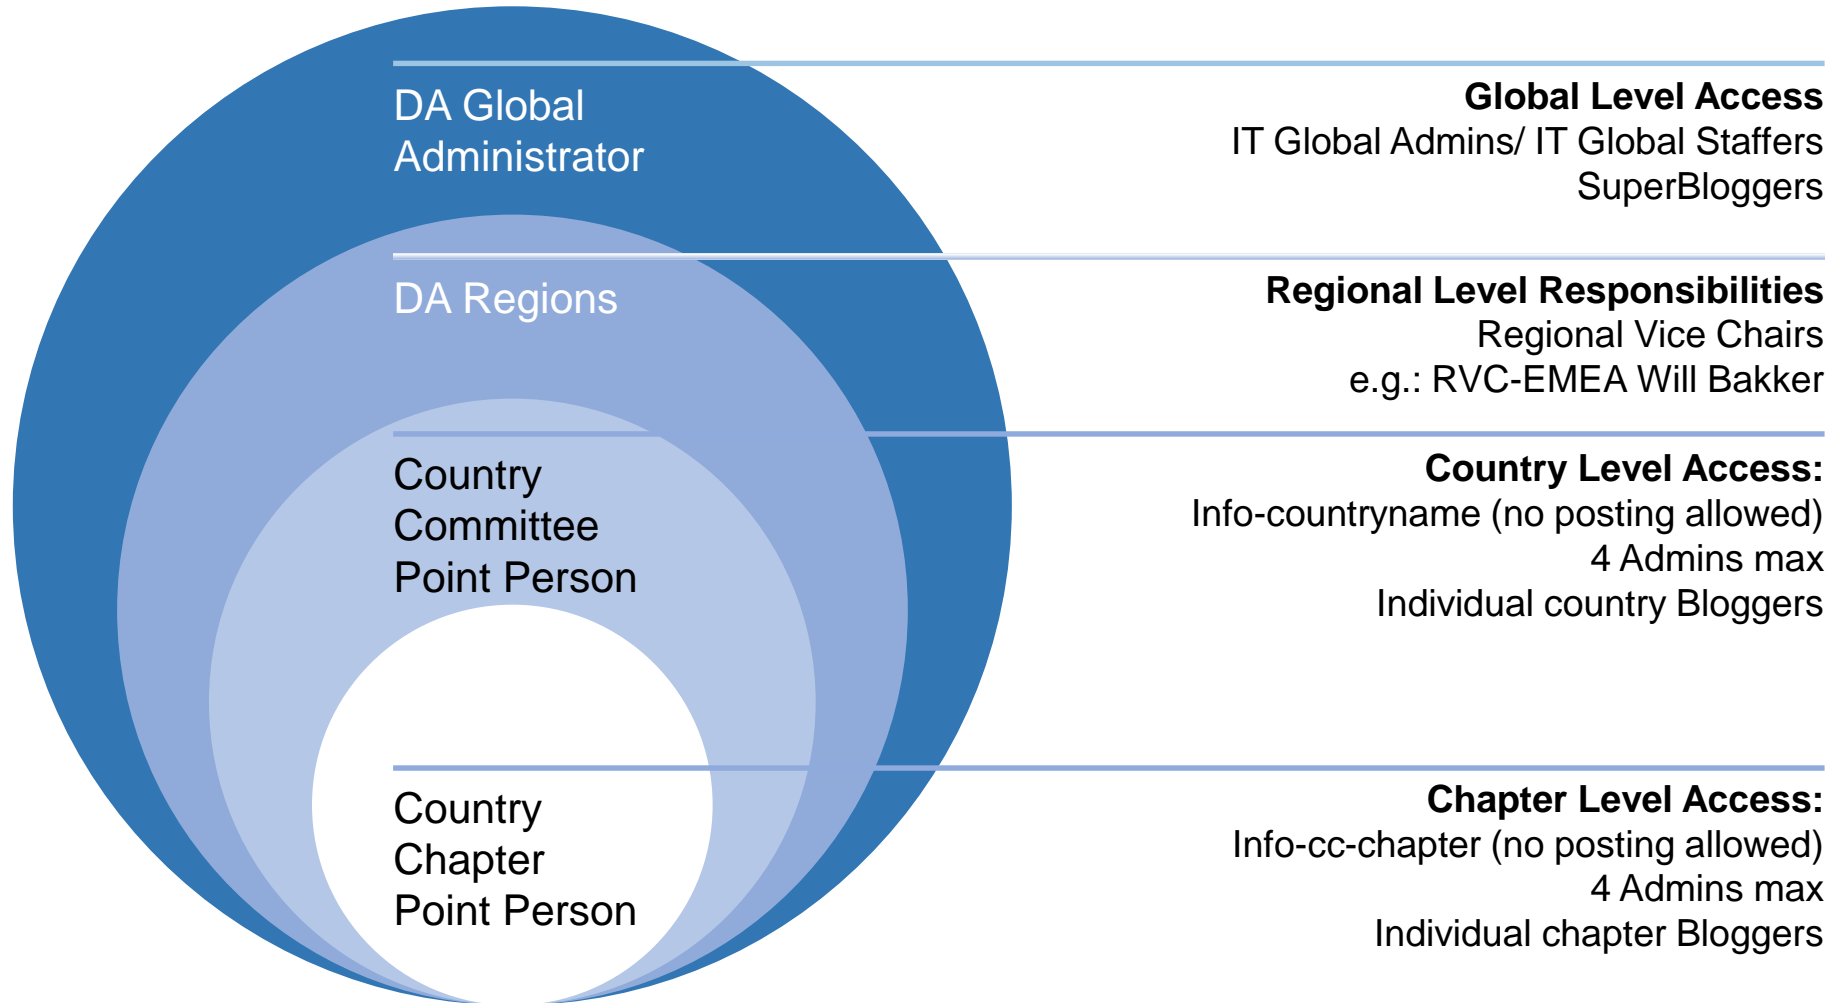 DA Global
Administrator
Global Level Access
IT Global Admins/ IT Global Staffers
SuperBloggers
DA Regions
Regional Level Responsibilities
Regional Vice Chairs
e.g.: RVC-EMEA Will Bakker
Country
Committee
Point Person
Country Level Access:
Info-countryname (no posting allowed)
4 Admins max
Individual country Bloggers
Country
Chapter
Point Person
Chapter Level Access:
Info-cc-chapter (no posting allowed)
4 Admins max
Individual chapter Bloggers